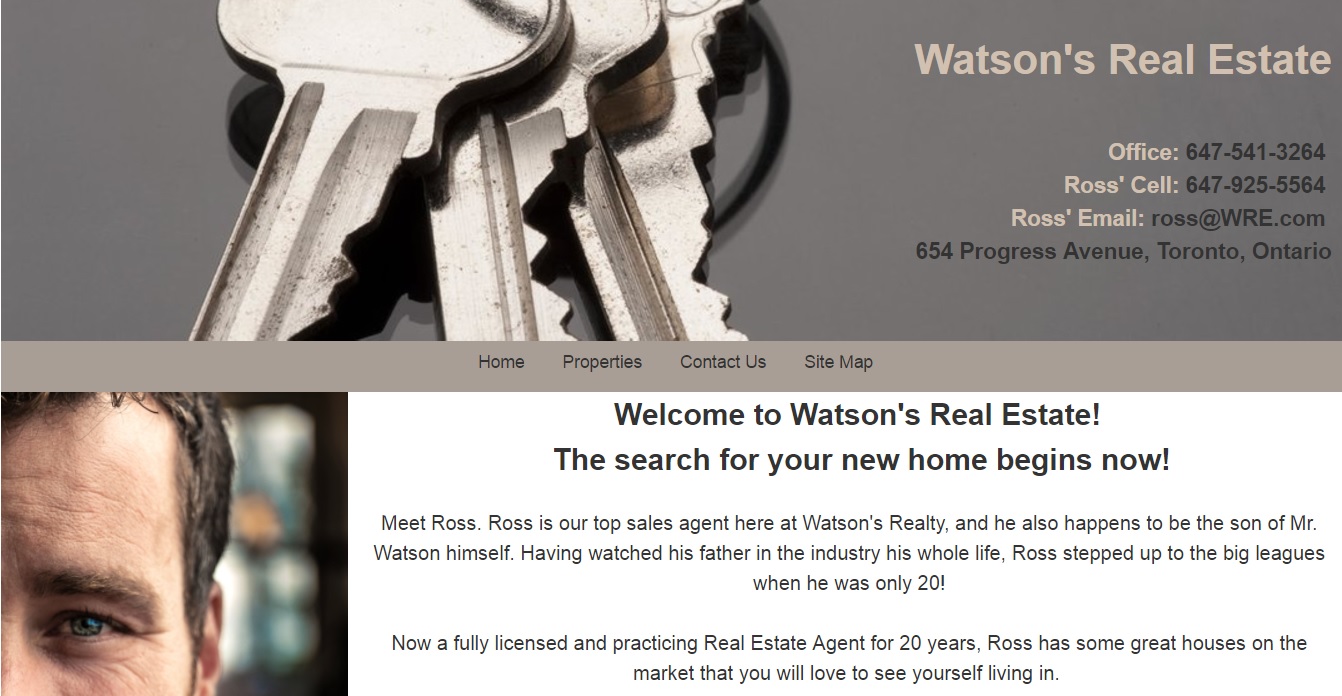 Watson's Real Estate
Office: 647-541-3264
Ross' Cell: 647-925-5564
Ross' Email: ross@WRE.com
654 Progress Avenue, Toronto, Ontario
Home Properties Contact Us Site Map
Welcome to Watson's Real Estate!
The search for your new home begins now!
Meet Ross. Ross is our top sales agent here at Watson's Realty, and he also happens to be the son of Mr.
Watson himself. Having watched his father in the industry his whole life, Ross stepped up to the big leagues
when he was only 20!
Now a fully licensed and practicing Real Estate Agent for 20 years, Ross has some great houses on the
market that you will love to see yourself living in.